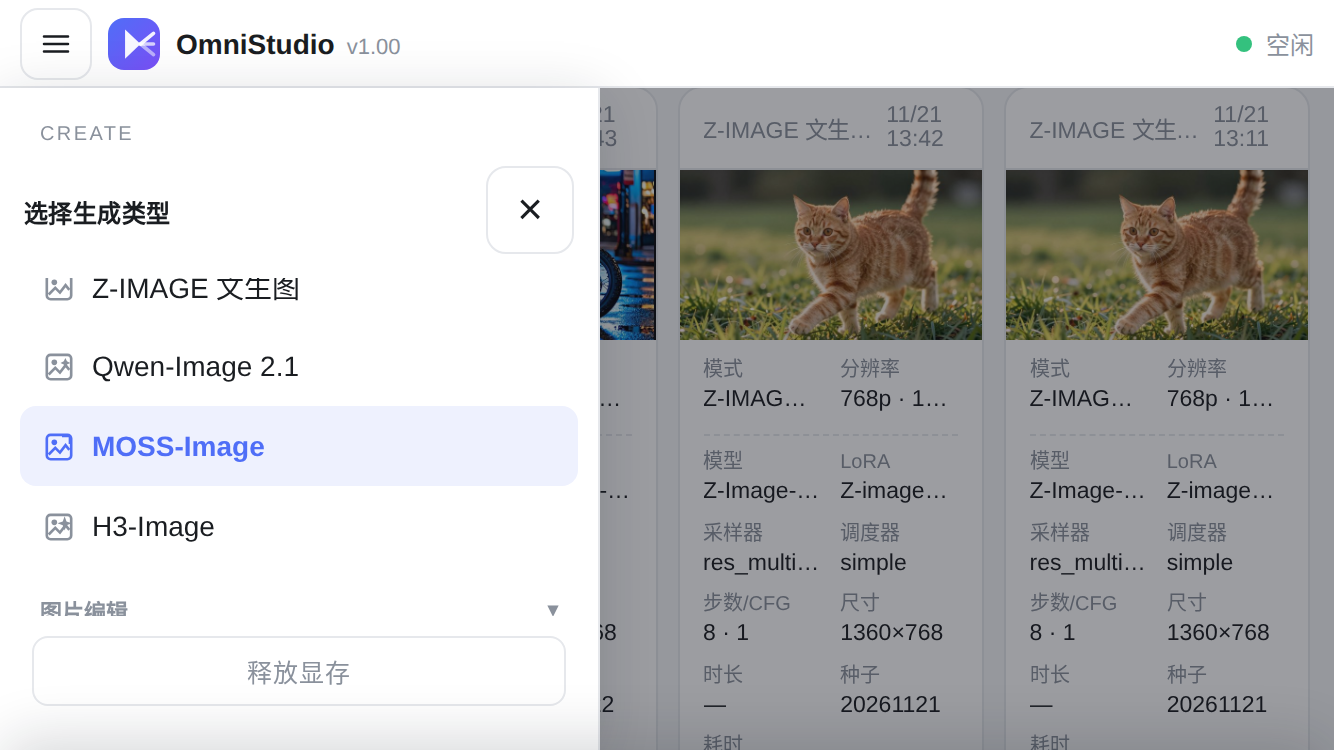 OmniStudio v1.00
空闲
CREATE
选择生成类型
Z-IMAGE 文生图
Qwen-Image 2.1
MOSS-Image
H3-Image
图片编辑 ▼
释放显存
Z-IMAGE 文生… 11/21 13:42
模式 分辨率
Z-IMAG… 768p · 1…
模型 LoRA
Z-Image-… Z-image…
采样器 调度器
res_multi… simple
步数/CFG 尺寸
8 · 1 1360×768
时长 种子
— 20261121
耗时
Z-IMAGE 文生… 11/21 13:11
模式 分辨率
Z-IMAG… 768p · 1…
模型 LoRA
Z-Image-… Z-image…
采样器 调度器
res_multi… simple
步数/CFG 尺寸
8 · 1 1360×768
时长 种子
— 20261121
耗时